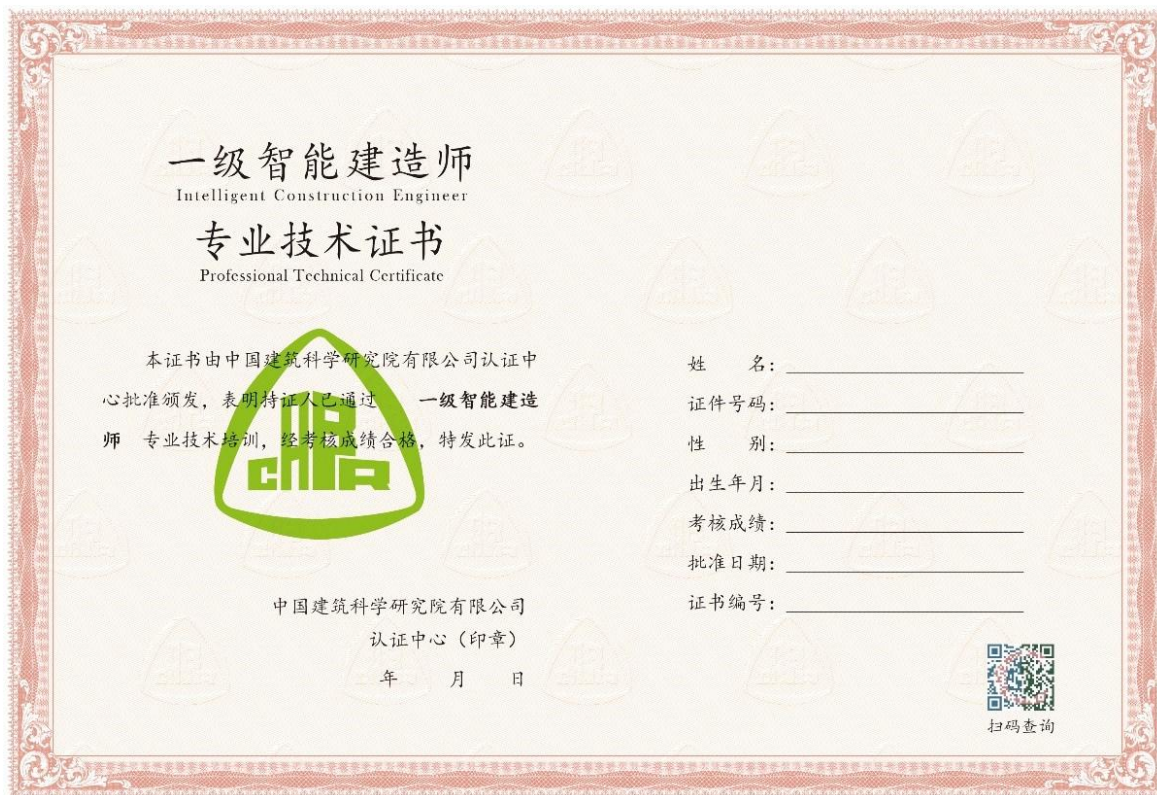 一级智能建造师
Intelligent Construction Engineer
专业技术证书
Professional Technical Certificate
本证书由中国建筑科学研究院有限公司认证中
心批准颁发，表明持证人已通过 一级智能建造
师 专业技术培训，经考核成绩合格，特发此证。
中国建筑科学研究院有限公司
认证中心（印章）
年 月 日
姓 名：
证件号码：
性 别：
出生年月：
考核成绩：
批准日期：
证书编号：
扫码查询